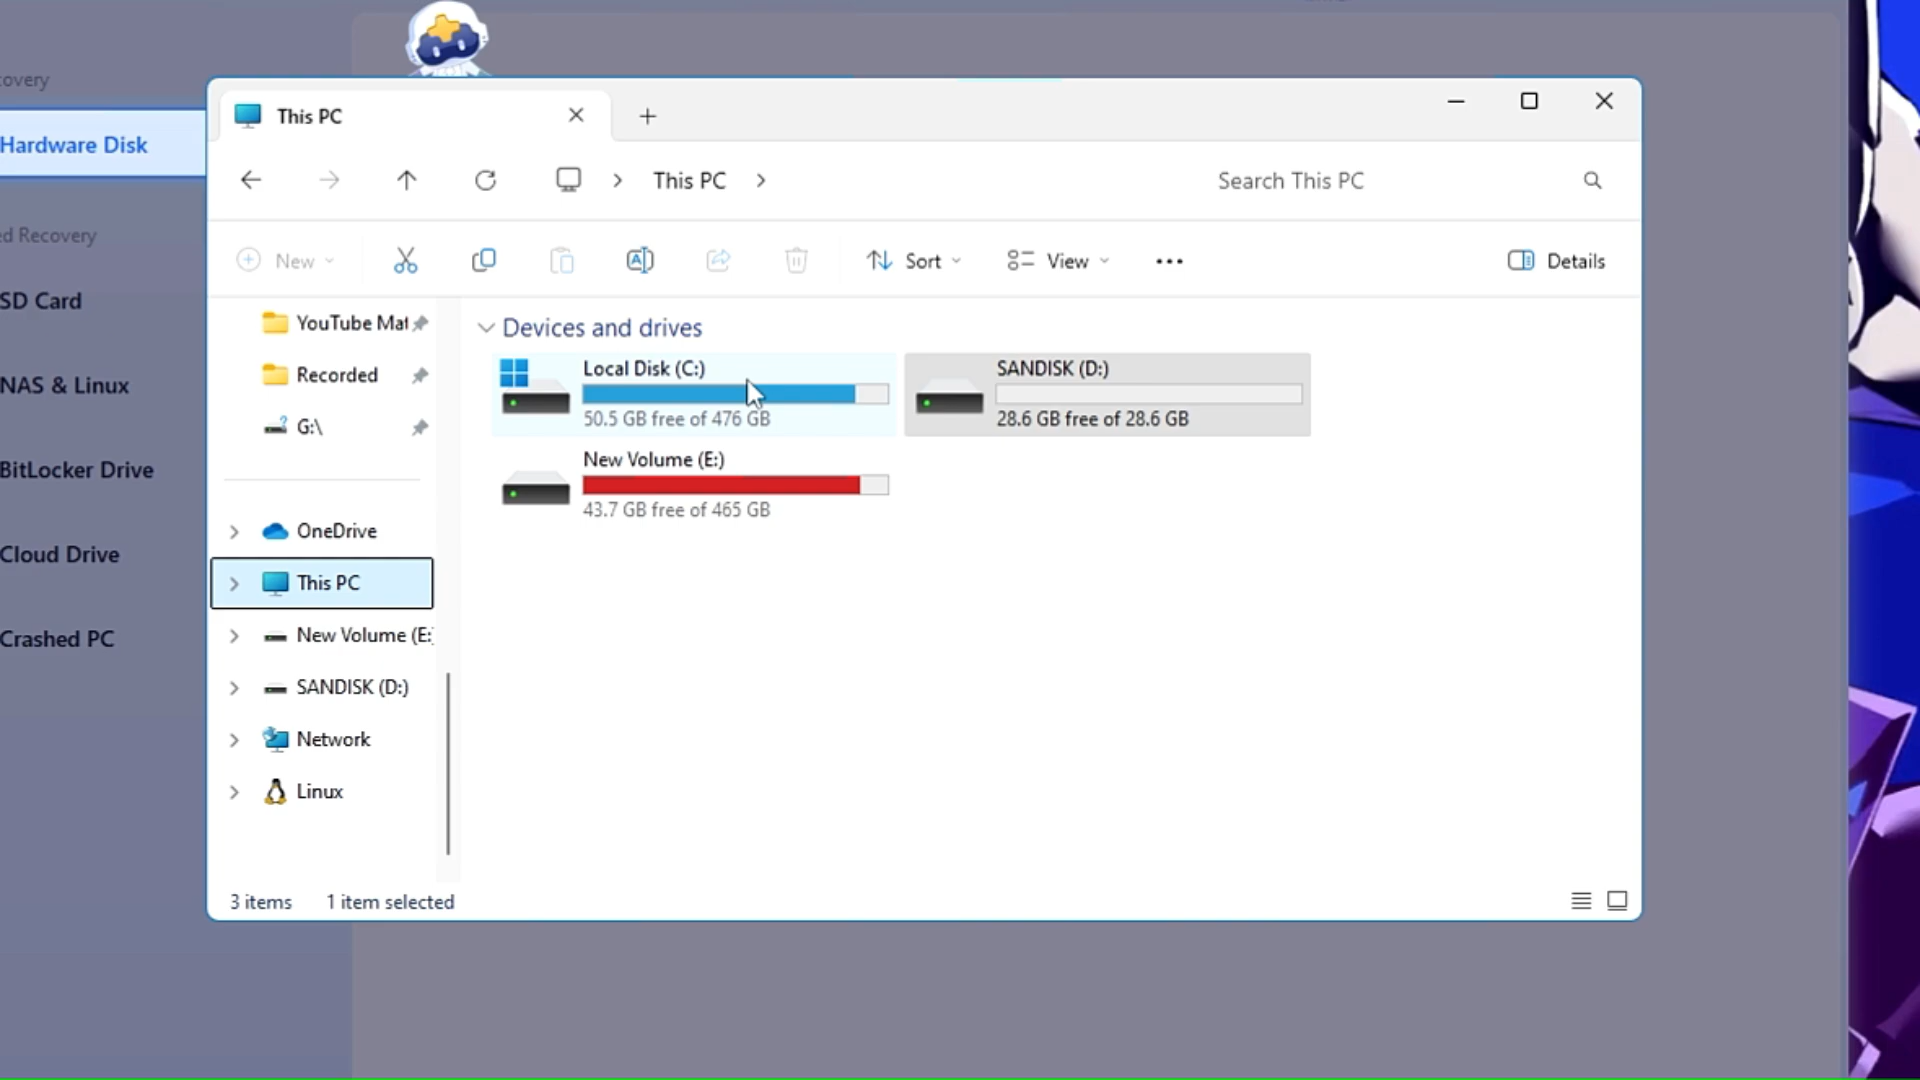 covery
Hardware Disk
ed Recovery
SD Card
NAS & Linux
BitLocker Drive
Cloud Drive
Crashed PC
This PC
This PC
Search This PC
New
Sort
View
Details
YouTube Mat
Recorded
G:\
OneDrive
This PC
New Volume (E:
SANDISK (D:)
Network
Linux
Devices and drives
Local Disk (C:)
50.5 GB free of 476 GB
SANDISK (D:)
28.6 GB free of 28.6 GB
New Volume (E:)
43.7 GB free of 465 GB
3 items
1 item selected